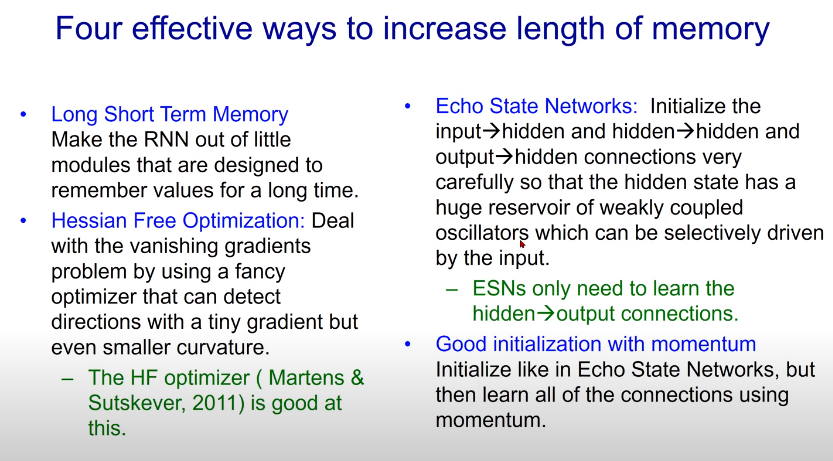 Four effective ways to increase length of memory
• Long Short Term Memory
Make the RNN out of little
modules that are designed to
remember values for a long time.
• Hessian Free Optimization: Deal
with the vanishing gradients
problem by using a fancy
optimizer that can detect
directions with a tiny gradient but
even smaller curvature.
– The HF optimizer ( Martens &
Sutskever, 2011) is good at
this.
• Echo State Networks: Initialize the
input→hidden and hidden→hidden and
output→hidden connections very
carefully so that the hidden state has a
huge reservoir of weakly coupled
oscillators which can be selectively driven
by the input.
– ESNs only need to learn the
hidden→output connections.
• Good initialization with momentum
Initialize like in Echo State Networks, but
then learn all of the connections using
momentum.